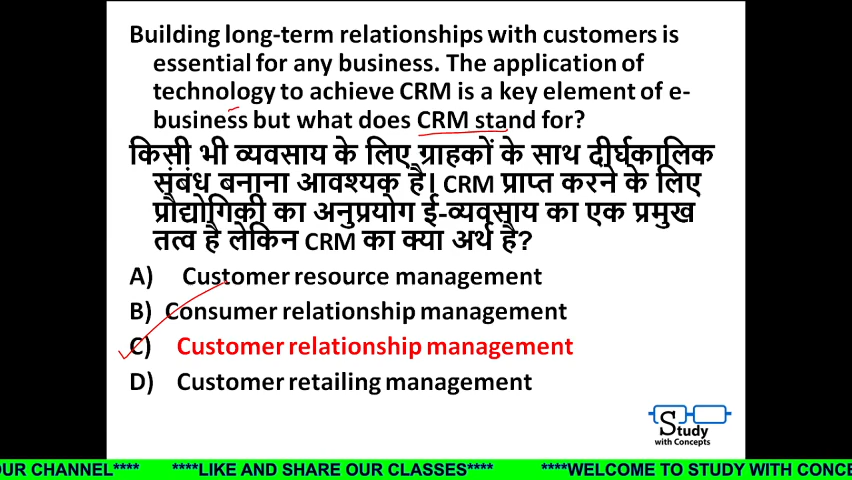 Building long-term relationships with customers is
essential for any business. The application of
technology to achieve CRM is a key element of e-
business but what does CRM stand for?
किसी भी व्यवसाय के लिए ग्राहकों के साथ दीर्घकालिक
संबंध बनाना आवश्यक है। CRM प्राप्त करने के लिए
प्रौद्योगिकी का अनुप्रयोग ई-व्यवसाय का एक प्रमुख
तत्व है लेकिन CRM का क्या अर्थ है?
A) Customer resource management
B) Consumer relationship management
C) Customer relationship management
D) Customer retailing management
Study
with Concepts
OUR CHANNEL**** ****LIKE AND SHARE OUR CLASSES**** ****WELCOME TO STUDY WITH CONCE